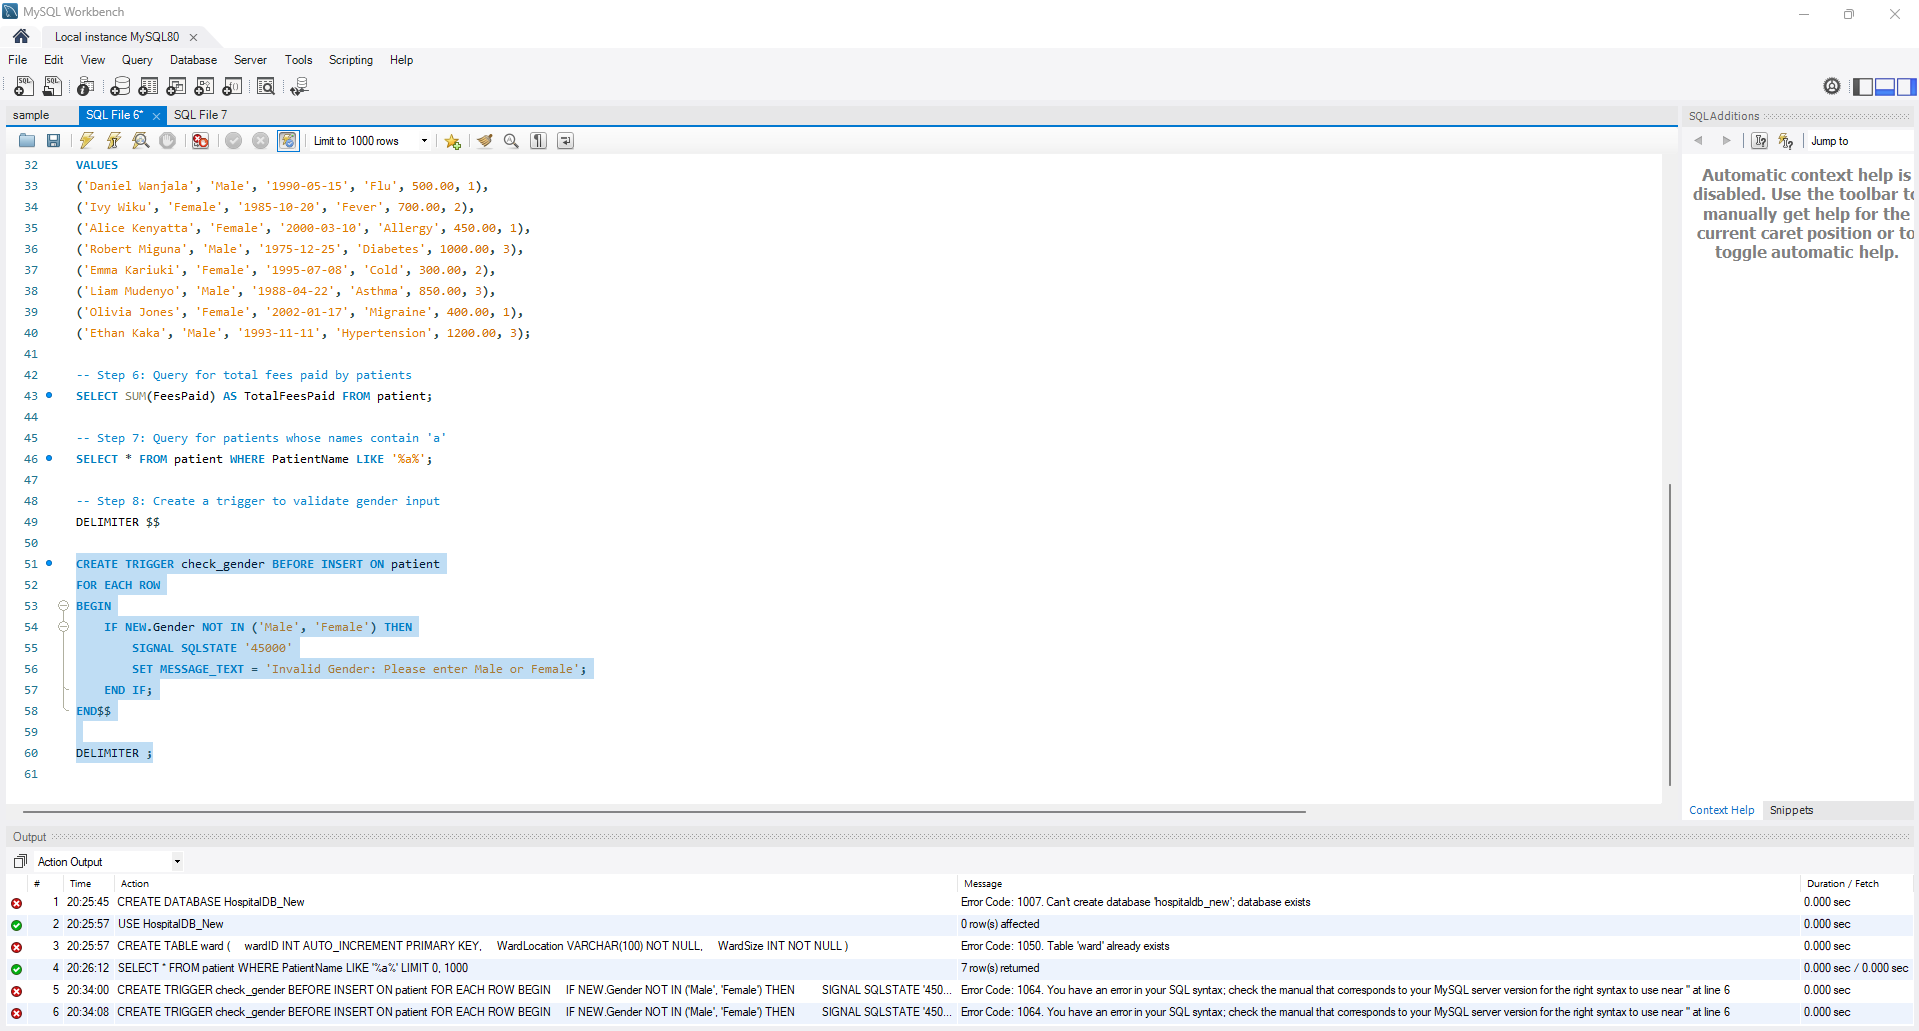 MySQL Workbench
Local instance MySQL80
File Edit View Query Database Server Tools Scripting Help
sample SQL File 6* SQL File 7
SQLAdditions
Limit to 1000 rows
Jump to
Automatic context help is
disabled. Use the toolbar to
manually get help for the
current caret position or to
toggle automatic help.
32 VALUES
33 ('Daniel Wanjala', 'Male', '1990-05-15', 'Flu', 500.00, 1),
34 ('Ivy Wiku', 'Female', '1985-10-20', 'Fever', 700.00, 2),
35 ('Alice Kenyatta', 'Female', '2000-03-10', 'Allergy', 450.00, 1),
36 ('Robert Miguna', 'Male', '1975-12-25', 'Diabetes', 1000.00, 3),
37 ('Emma Kariuki', 'Female', '1995-07-08', 'Cold', 300.00, 2),
38 ('Liam Mudenyo', 'Male', '1988-04-22', 'Asthma', 850.00, 3),
39 ('Olivia Jones', 'Female', '2002-01-17', 'Migraine', 400.00, 1),
40 ('Ethan Kaka', 'Male', '1993-11-11', 'Hypertension', 1200.00, 3);
41
42 -- Step 6: Query for total fees paid by patients
43 SELECT SUM(FeesPaid) AS TotalFeesPaid FROM patient;
44
45 -- Step 7: Query for patients whose names contain 'a'
46 SELECT * FROM patient WHERE PatientName LIKE '%a%';
47
48 -- Step 8: Create a trigger to validate gender input
49 DELIMITER $$
50
51 CREATE TRIGGER check_gender BEFORE INSERT ON patient
52 FOR EACH ROW
53 BEGIN
54 IF NEW.Gender NOT IN ('Male', 'Female') THEN
55 SIGNAL SQLSTATE '45000'
56 SET MESSAGE_TEXT = 'Invalid Gender: Please enter Male or Female';
57 END IF;
58 END$$
59
60 DELIMITER ;
61
Context Help Snippets
Output
Action Output
# Time Action Message Duration / Fetch
1 20:25:45 CREATE DATABASE HospitalDB_New Error Code: 1007. Can't create database 'hospitaldb_new'; database exists 0.000 sec
2 20:25:57 USE HospitalDB_New 0 row(s) affected 0.000 sec
3 20:25:57 CREATE TABLE ward ( wardID INT AUTO_INCREMENT PRIMARY KEY, WardLocation VARCHAR(100) NOT NULL, WardSize INT NOT NULL ) Error Code: 1050. Table 'ward' already exists 0.000 sec
4 20:26:12 SELECT * FROM patient WHERE PatientName LIKE '%a%' LIMIT 0, 1000 7 row(s) returned 0.000 sec / 0.000 sec
5 20:34:00 CREATE TRIGGER check_gender BEFORE INSERT ON patient FOR EACH ROW BEGIN IF NEW.Gender NOT IN ('Male', 'Female') THEN SIGNAL SQLSTATE '450... Error Code: 1064. You have an error in your SQL syntax; check the manual that corresponds to your MySQL server version for the right syntax to use near '' at line 6 0.000 sec
6 20:34:08 CREATE TRIGGER check_gender BEFORE INSERT ON patient FOR EACH ROW BEGIN IF NEW.Gender NOT IN ('Male', 'Female') THEN SIGNAL SQLSTATE '450... Error Code: 1064. You have an error in your SQL syntax; check the manual that corresponds to your MySQL server version for the right syntax to use near '' at line 6 0.000 sec